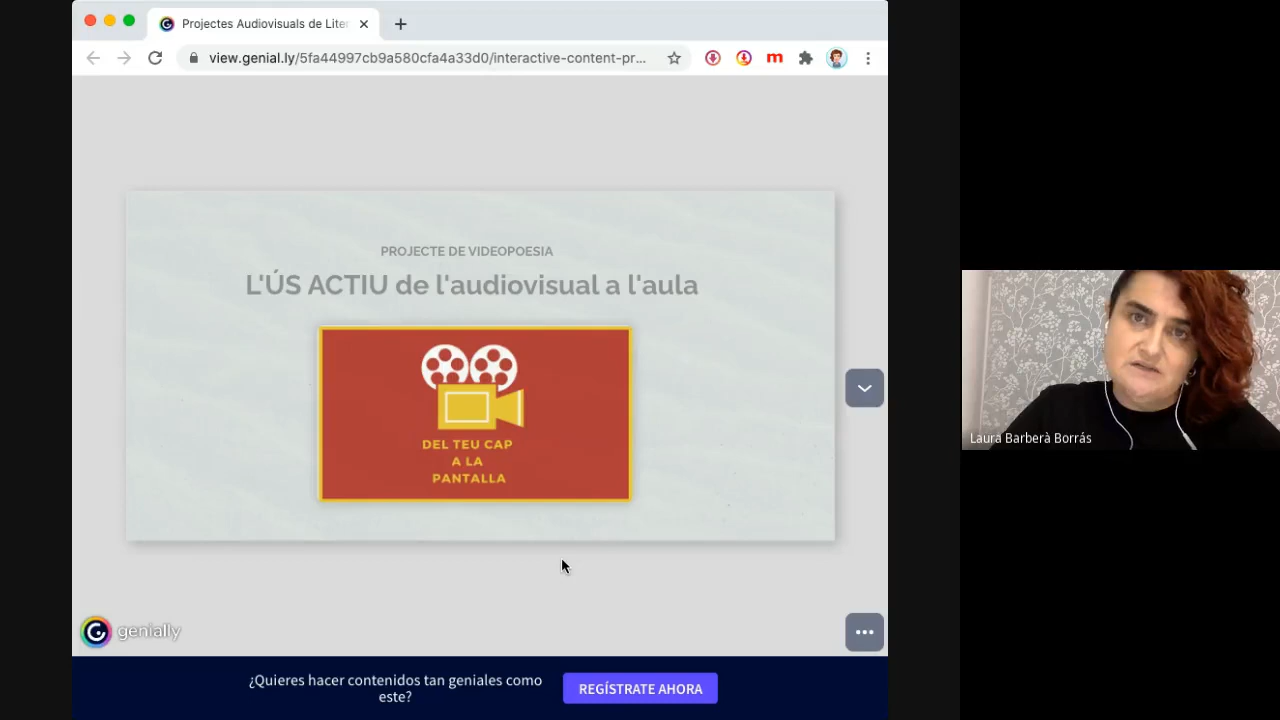 Projectes Audiovisuals de Liter
view.genial.ly/5fa44997cb9a580cfa4a33d0/interactive-content-pr...
m
PROJECTE DE VIDEOPOESIA
L'ÚS ACTIU de l'audiovisual a l'aula
DEL TEU CAP
A LA
PANTALLA
Laura Barberà Borrás
genially
¿Quieres hacer contenidos tan geniales como
este?
REGÍSTRATE AHORA